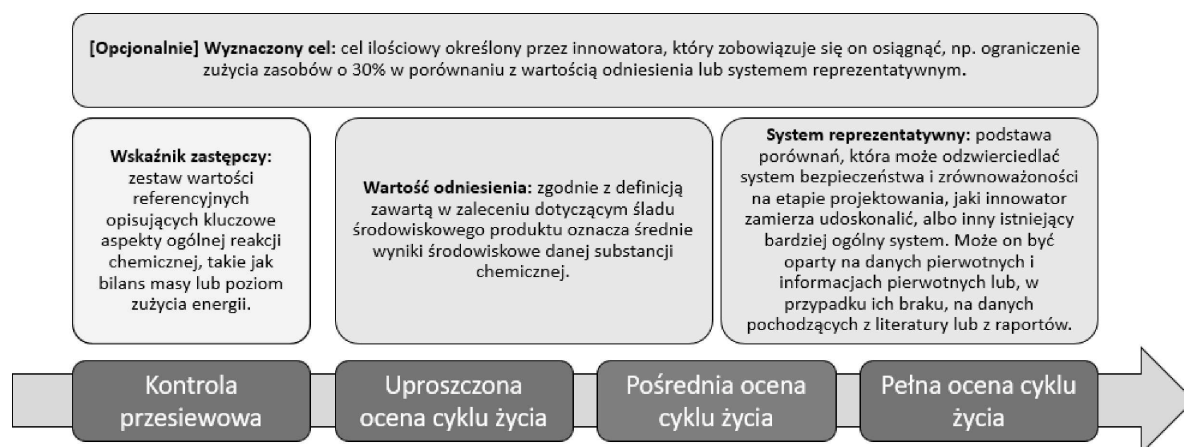 [Opcjonalnie] Wyznaczony cel: cel ilościowy określony przez innowatora, który zobowiązuje się on osiągnąć, np. ograniczenie
zużycia zasobów o 30% w porównaniu z wartością odniesienia lub systemem reprezentatywnym.
Wskaźnik zastępczy:
zestaw wartości
referencyjnych
opisujących kluczowe
aspekty ogólnej reakcji
chemicznej, takie jak
bilans masy lub poziom
zużycia energii.
Wartość odniesienia: zgodnie z definicją
zawartą w zaleceniu dotyczącym śladu
środowiskowego produktu oznacza średnie
wyniki środowiskowe danej substancji
chemicznej.
System reprezentatywny: podstawa
porównań, która może odzwierciedlać
system bezpieczeństwa i zrównoważoności
na etapie projektowania, jaki innowator
zamierza udoskonalić, albo inny istniejący
bardziej ogólny system. Może on być
oparty na danych pierwotnych i
informacjach pierwotnych lub, w
przypadku ich braku, na danych
pochodzących z literatury lub z raportów.
Kontrola
przesiewowa
Uproszczona
ocena cyklu życia
Pośrednia ocena
cyklu życia
Pełna ocena cyklu
życia